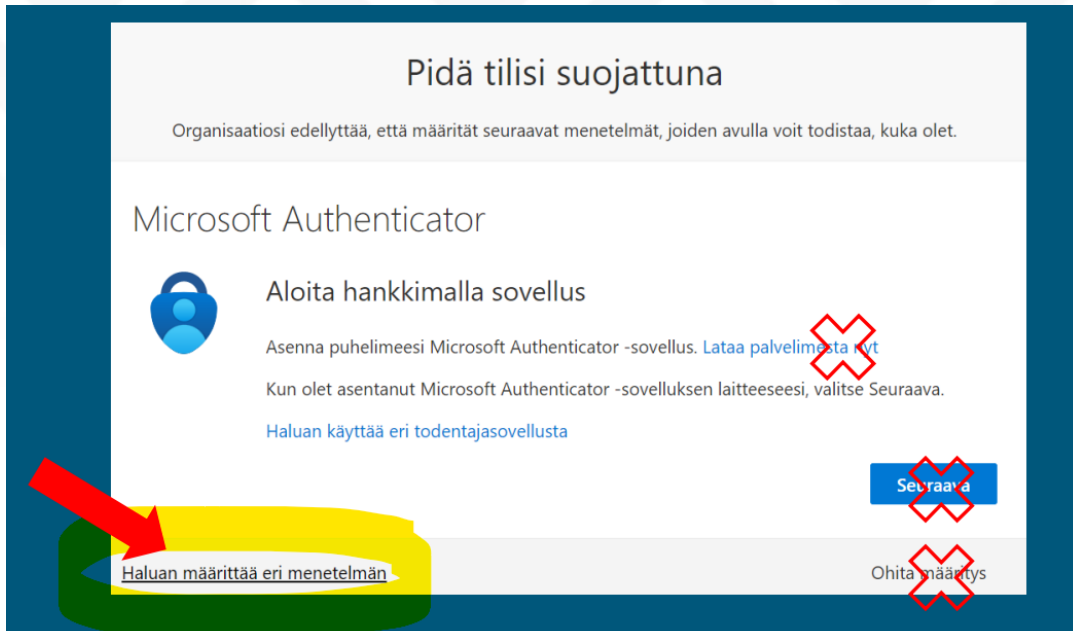 Pidä tilisi suojattuna
Organisaatiosi edellyttää, että määrität seuraavat menetelmät, joiden avulla voit todistaa, kuka olet.
Microsoft Authenticator
Aloita hankkimalla sovellus
Asenna puhelimeesi Microsoft Authenticator -sovellus. Lataa palvelimesta nyt
Kun olet asentanut Microsoft Authenticator -sovelluksen laitteeseesi, valitse Seuraava.
Haluan käyttää eri todentajasovellusta
Seuraava
Haluan määrittää eri menetelmän
Ohita määritys